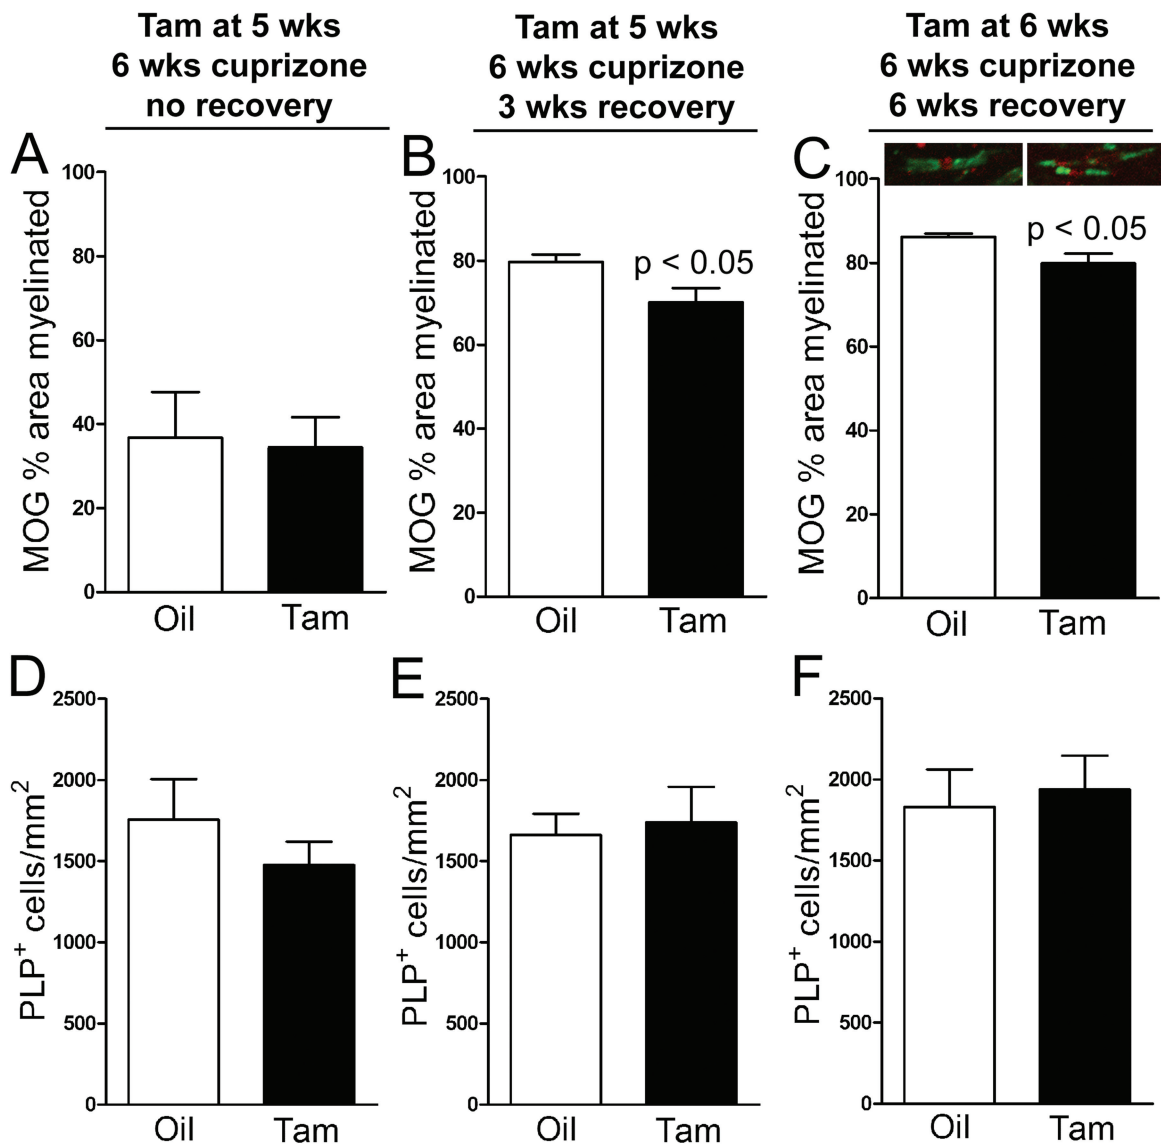 Tam at 5 wks
6 wks cuprizone
no recovery
Tam at 5 wks
6 wks cuprizone
3 wks recovery
Tam at 6 wks
6 wks cuprizone
6 wks recovery
A
MOG % area myelinated
100
80
60
40
20
0
Oil
Tam
B
MOG % area myelinated
100
80
60
40
20
0
p < 0.05
Oil
Tam
C
MOG % area myelinated
100
80
60
40
20
0
p < 0.05
Oil
Tam
D
PLP⁺ cells/mm²
2500
2000
1500
1000
500
0
Oil
Tam
E
PLP⁺ cells/mm²
2500
2000
1500
1000
500
0
Oil
Tam
F
PLP⁺ cells/mm²
2500
2000
1500
1000
500
0
Oil
Tam